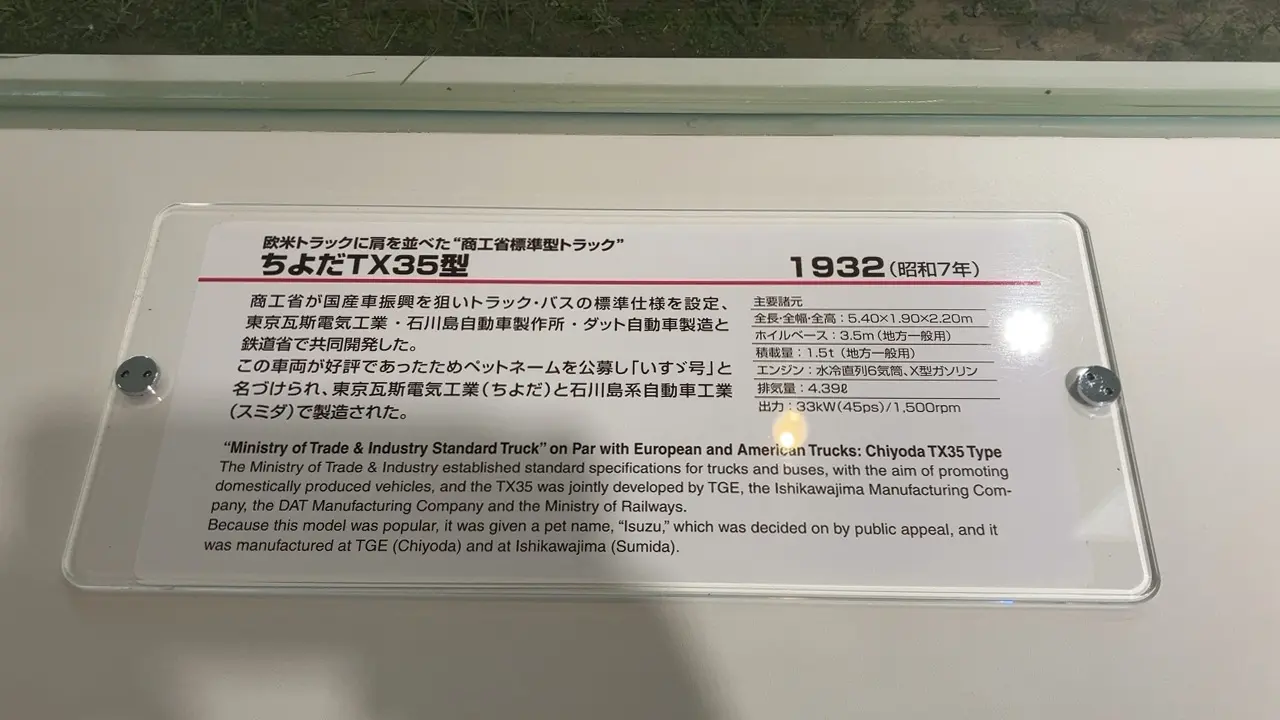 欧米トラックに肩を並べた“商工省標準型トラック”
ちよだTX35型
1932(昭和7年)
商工省が国産車振興を狙いトラック・バスの標準仕様を設定、
東京瓦斯電気工業・石川島自動車製作所・ダット自動車製造と
鉄道省で共同開発した。
この車両が好評であったためペットネームを公募し「いすゞ号」と
名づけられ、東京瓦斯電気工業(ちよだ)と石川島系自動車工業
(スミダ)で製造された。
主要諸元
全長・全幅・全高:5.40×1.90×2.20m
ホイルベース:3.5m(地方一般用)
積載量:1.5t(地方一般用)
エンジン:水冷直列6気筒、X型ガソリン
排気量:4.39ℓ
出力:33kW(45ps)/1,500rpm
“Ministry of Trade & Industry Standard Truck” on Par with European and American Trucks: Chiyoda TX35 Type
The Ministry of Trade & Industry established standard specifications for trucks and buses, with the aim of promoting
domestically produced vehicles, and the TX35 was jointly developed by TGE, the Ishikawajima Manufacturing Com-
pany, the DAT Manufacturing Company and the Ministry of Railways.
Because this model was popular, it was given a pet name, “Isuzu,” which was decided on by public appeal, and it
was manufactured at TGE (Chiyoda) and at Ishikawajima (Sumida).